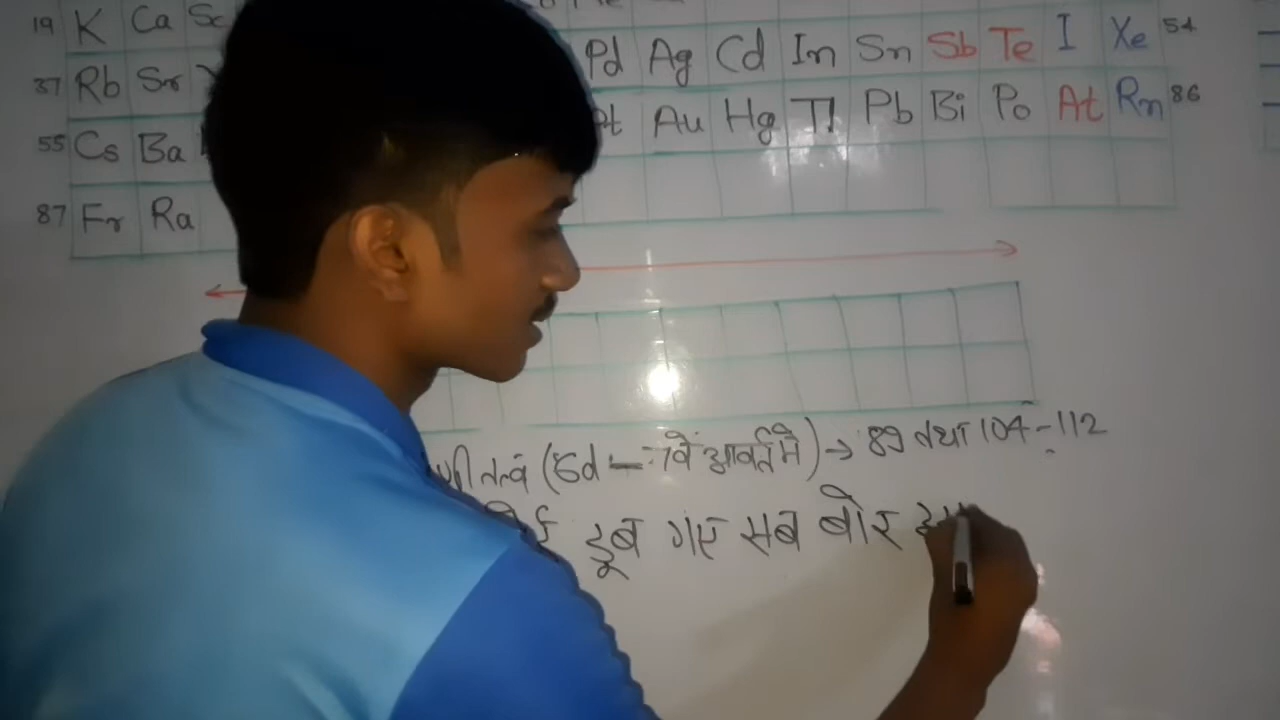 19 K Ca Sc
Pd Ag Cd In Sn Sb Te I Xe 54
37 Rb Sr
Pt Au Hg Tl Pb Bi Po At Rn 86
55 Cs Ba
87 Fr Ra
(6d - 7वें आवर्त में) → 89 तथा 104-112
डूब गए सब बोर